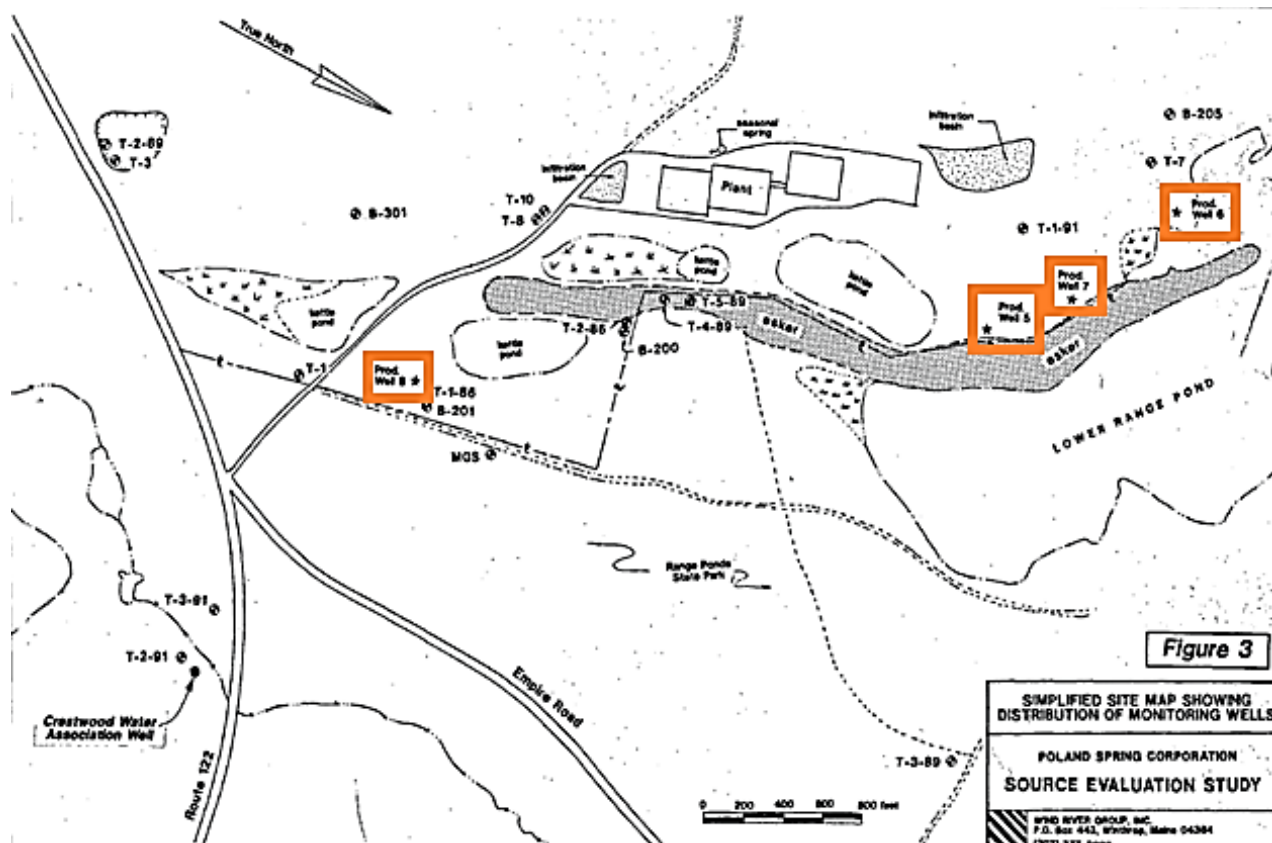 True North
T-2-89
T-3
B-301
T-10
T-8
infiltration
basin
seasonal
spring
Plant
infiltration
basin
B-205
T-7
Prod.
Well 6
T-1-91
Prod.
Well 7
Prod.
Well 5
kettle
pond
kettle
pond
kettle
pond
kettle
pond
esker
esker
T-5-89
T-4-89
T-2-86
B-200
T-1
Prod.
Well 8
T-1-86
B-201
MGS
LOWER RANGE POND
Range Ponds
State Park
T-3-91
T-2-91
Crestwood Water
Association Well
Route 122
Empire Road
T-3-89
0 200 400 600 800 feet
Figure 3
SIMPLIFIED SITE MAP SHOWING
DISTRIBUTION OF MONITORING WELLS
POLAND SPRING CORPORATION
SOURCE EVALUATION STUDY
WIND RIVER GROUP, INC.
P.O. Box 443, Winthrop, Maine 04364